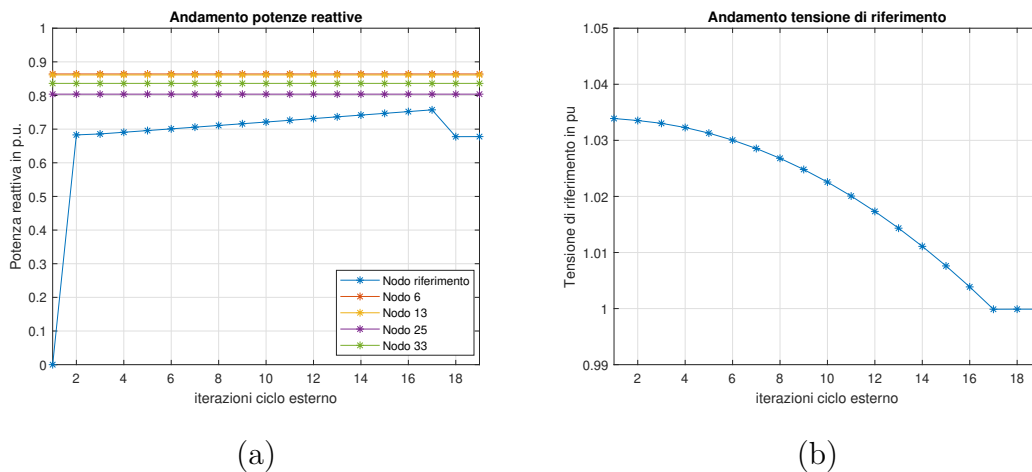 Andamento potenze reattive
1
0.9
0.8
0.7
0.6
0.5
0.4
0.3
0.2
0.1
0
Potenza reattiva in p.u.
Nodo riferimento
Nodo 6
Nodo 13
Nodo 25
Nodo 33
2 4 6 8 10 12 14 16 18
iterazioni ciclo esterno
(a)
Andamento tensione di riferimento
1.05
1.04
1.03
1.02
1.01
1
0.99
Tensione di riferimento in pu
2 4 6 8 10 12 14 16 18
iterazioni ciclo esterno
(b)